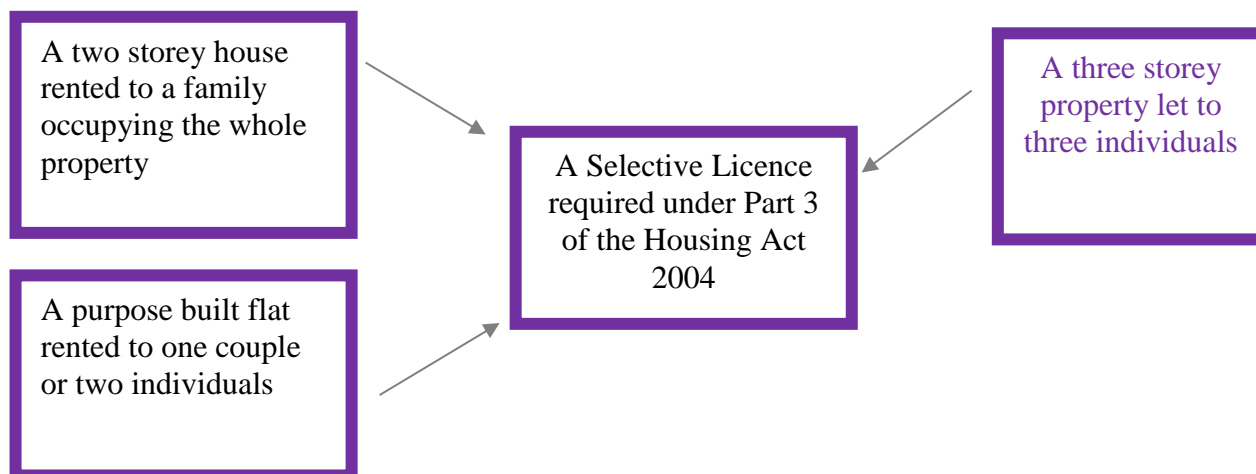 A two storey house
rented to a family
occupying the whole
property
A purpose built flat
rented to one couple
or two individuals
A Selective Licence
required under Part 3
of the Housing Act
2004
A three storey
property let to
three individuals